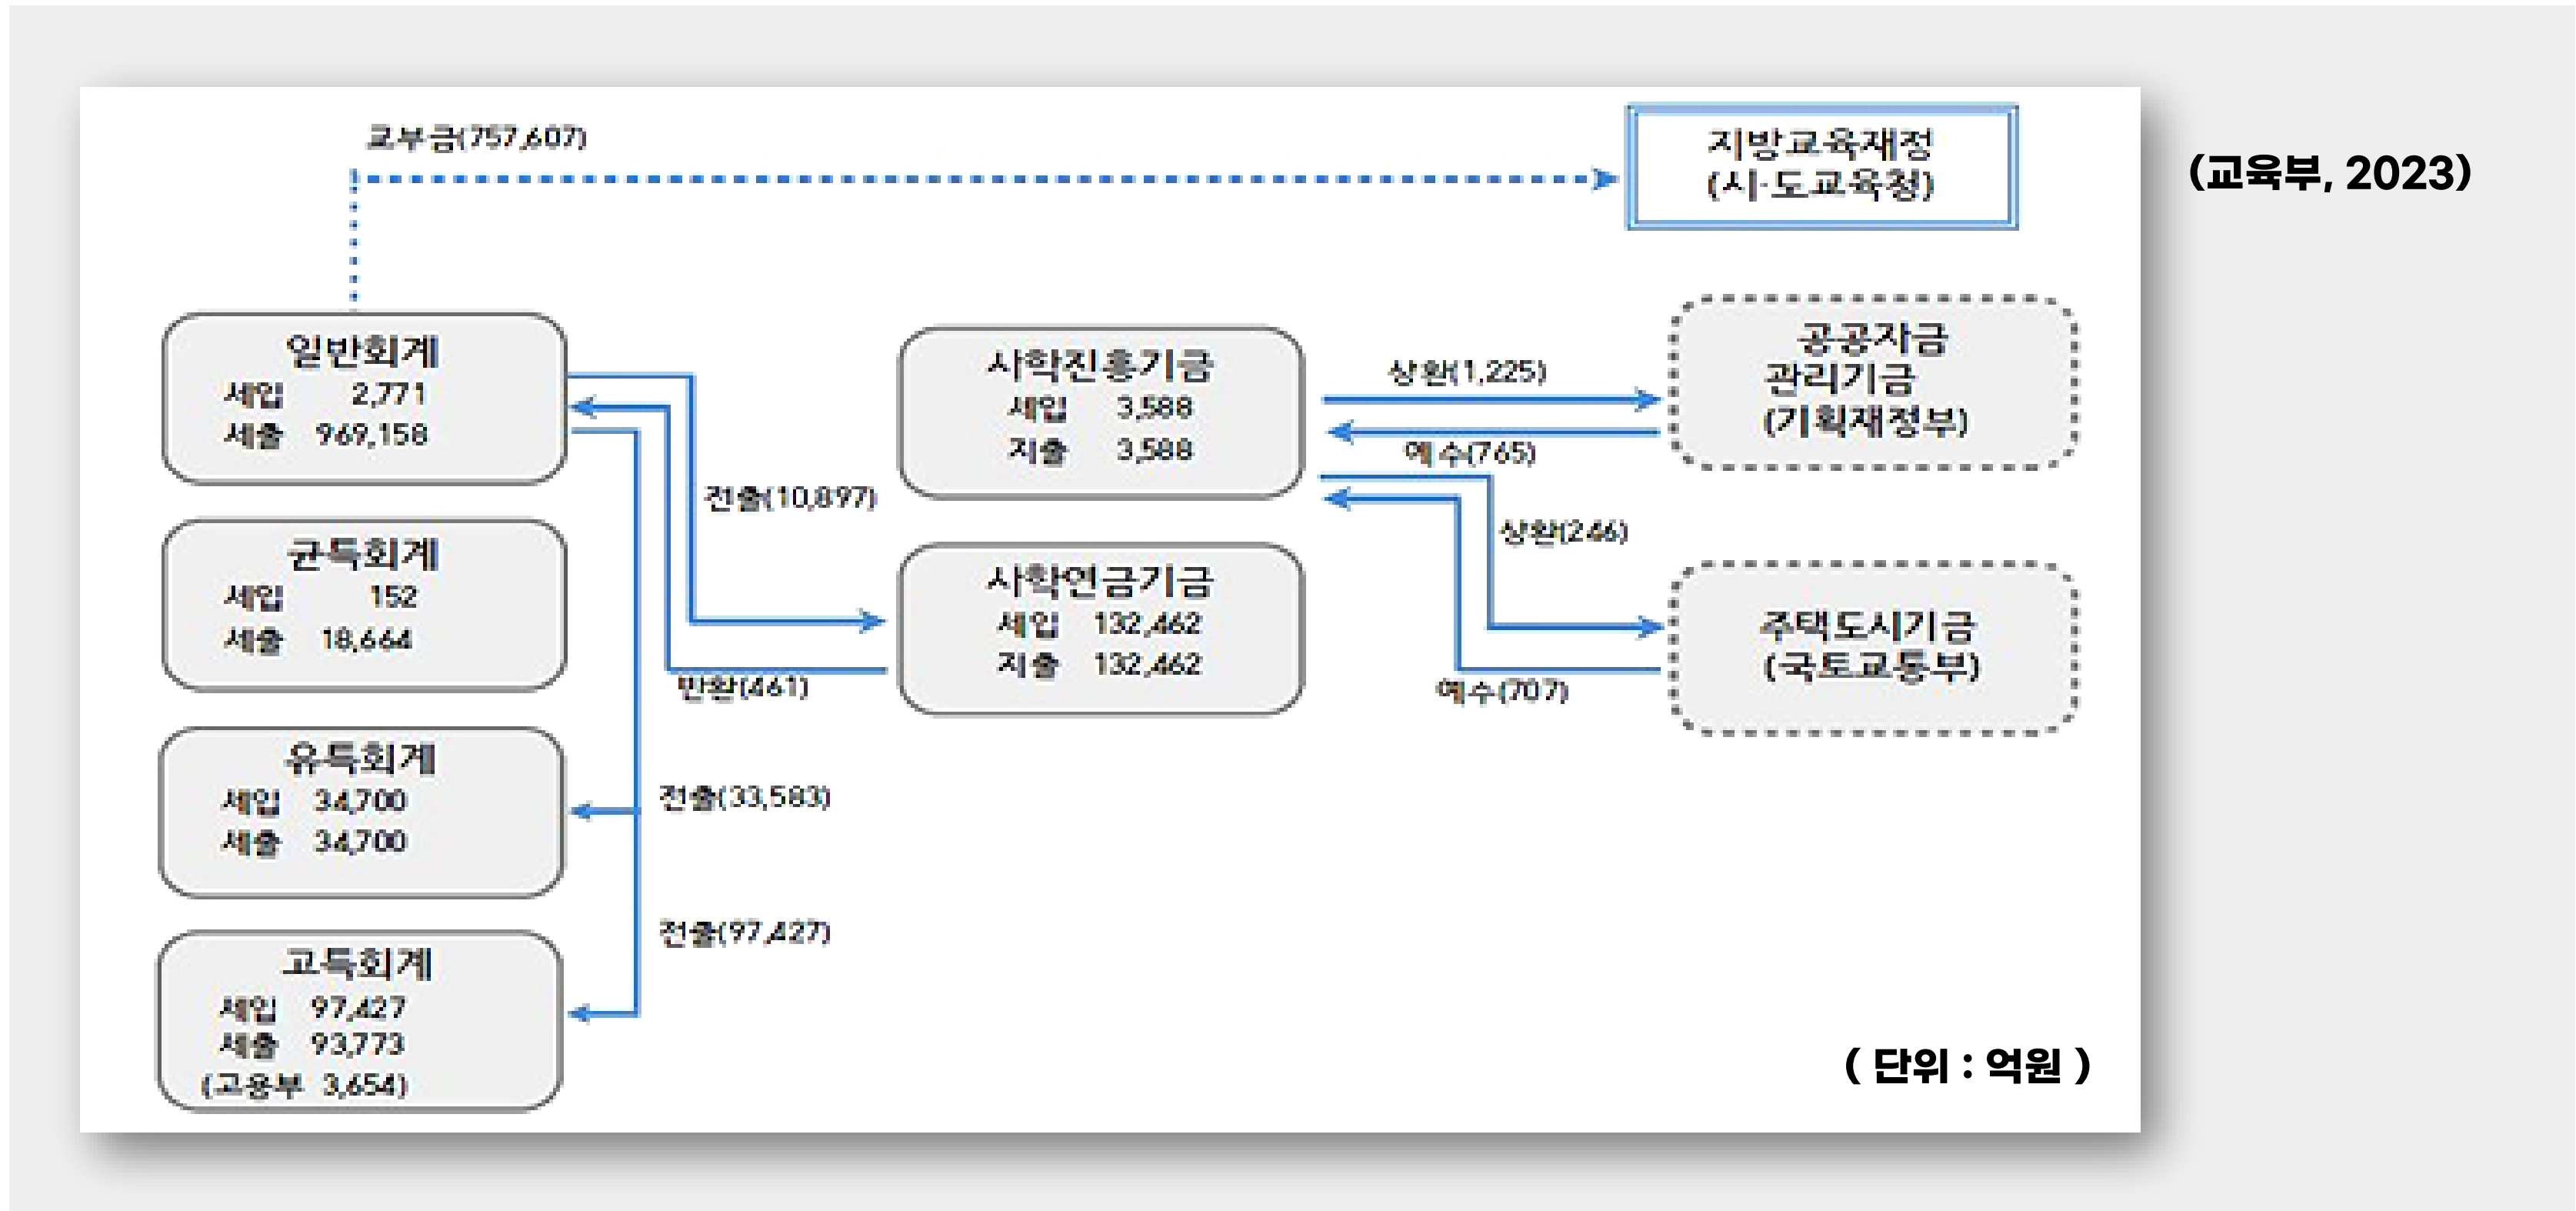 교부금(757,607)
지방교육재정
(시·도교육청)
(교육부, 2023)
일반회계
세입 2,771
세출 969,158
사학진흥기금
세입 3,588
지출 3,588
상환(1,225)
예수(765)
공공자금
관리기금
(기획재정부)
전출(10,897)
상환(246)
균특회계
세입 152
세출 18,664
사학연금기금
세입 132,462
지출 132,462
반환(461)
예수(707)
주택도시기금
(국토교통부)
유특회계
세입 34,700
세출 34,700
전출(33,583)
전출(97,427)
고특회계
세입 97,427
세출 93,773
(고용부 3,654)
( 단위 : 억원 )